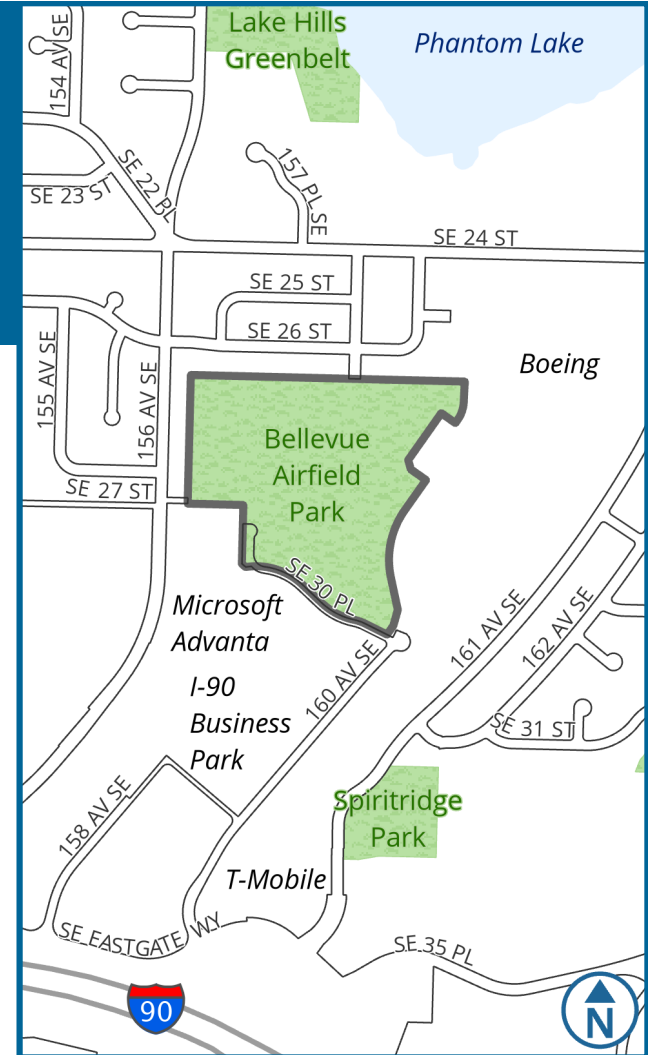 Lake Hills
Greenbelt
Phantom Lake
154 AV SE
SE 22 PL
157 PL SE
SE 23 ST
SE 24 ST
SE 25 ST
SE 26 ST
155 AV SE
156 AV SE
Boeing
Bellevue
Airfield
Park
SE 27 ST
SE 30 PL
Microsoft
Advanta
161 AV SE
162 AV SE
160 AV SE
I-90
Business
Park
SE 31 ST
158 AV SE
Spiritridge
Park
T-Mobile
SE EASTGATE WY
SE 35 PL
90
N